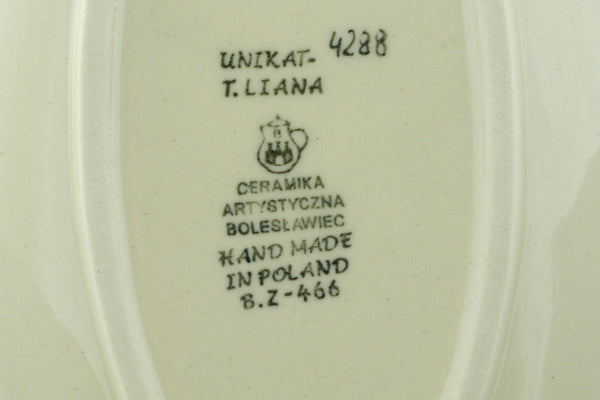 UNIKAT- 4288
T. LIANA
B
CERAMIKA
ARTYSTYCZNA
BOLESŁAWIEC
HAND MADE
IN POLAND
B.Z-466